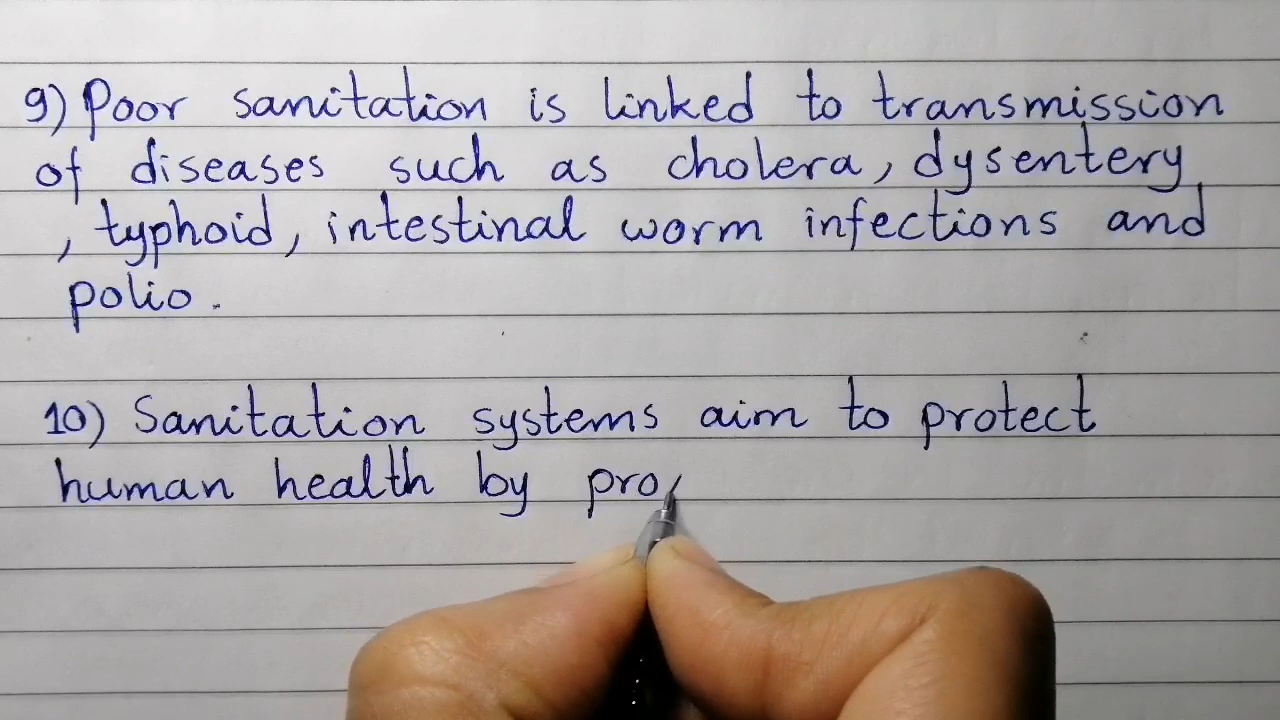 9) Poor sanitation is linked to transmission
of diseases such as cholera, dysentery
, typhoid, intestinal worm infections and
polio.
10) Sanitation systems aim to protect
human health by pro